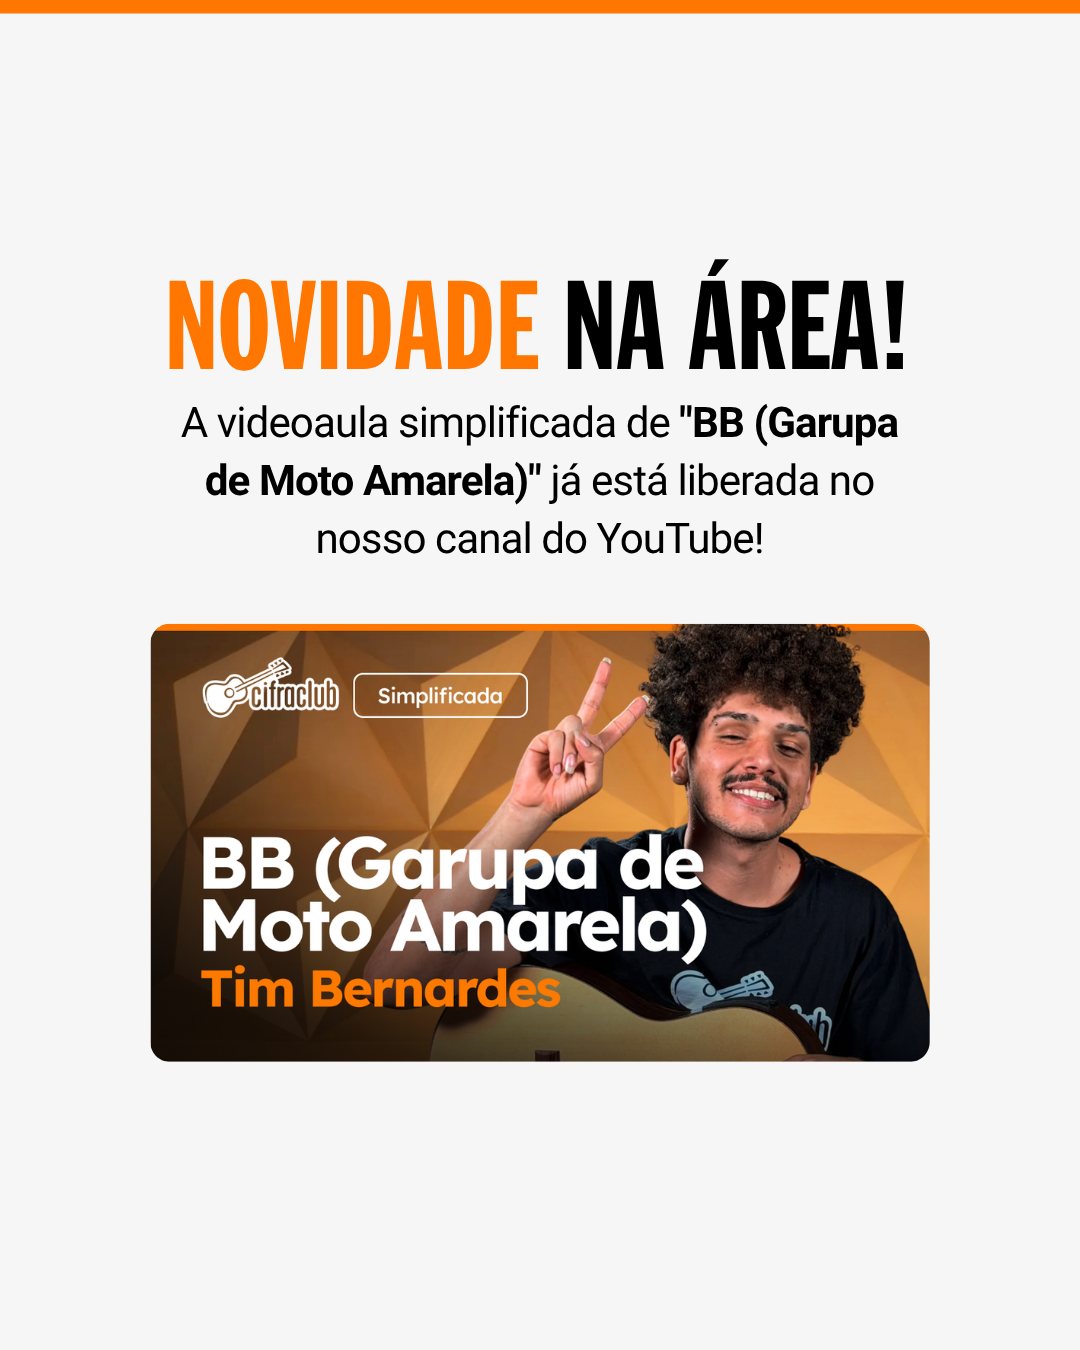 NOVIDADE NA ÁREA!
A videoaula simplificada de "BB (Garupa
de Moto Amarela)" já está liberada no
nosso canal do YouTube!
cifraclub
Simplificada
BB (Garupa de
Moto Amarela)
Tim Bernardes